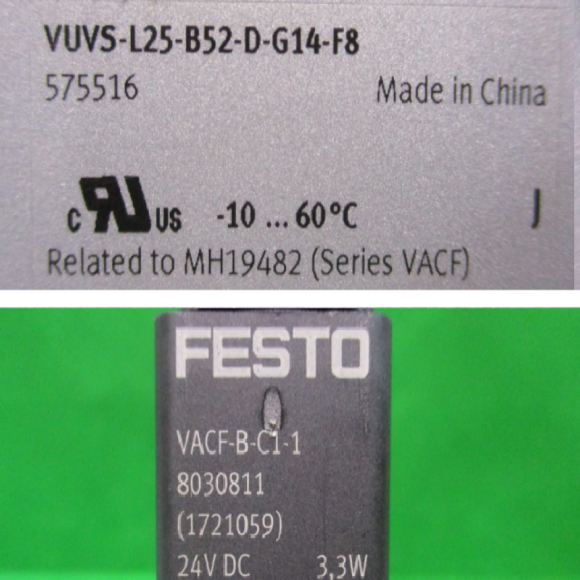 VUVS-L25-B52-D-G14-F8
575516 Made in China
c RU US -10 ... 60°C J
Related to MH19482 (Series VACF)
FESTO
VACF-B-C1-1
8030811
(1721059)
24V DC 3,3W